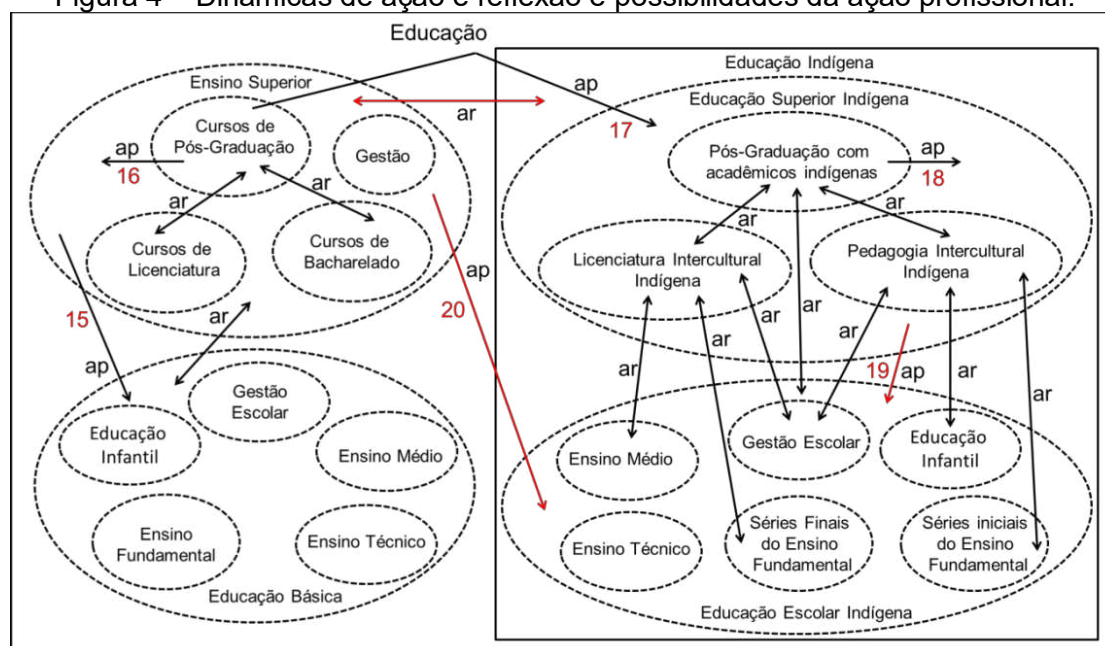 Figura 4 – Dinâmicas de ação e reflexão e possibilidades da ação profissional.
Educação
Ensino Superior
Cursos de
Pós-Graduação
Gestão
ap
16
ar
ar
Cursos de
Licenciatura
Cursos de
Bacharelado
15
ap
ar
ar
ap
20
Gestão
Escolar
Educação
Infantil
Ensino Médio
Ensino
Fundamental
Ensino Técnico
Educação Básica
Educação Indígena
ap
17
Educação Superior Indígena
Pós-Graduação com
acadêmicos indígenas
ap
18
ar
ar
Licenciatura Intercultural
Indígena
Pedagogia Intercultural
Indígena
ar
ar
ar
ar
ar
19
ap
ar
ar
Ensino Médio
Gestão Escolar
Educação
Infantil
Ensino Técnico
Séries Finais
do Ensino
Fundamental
Séries iniciais
do Ensino
Fundamental
Educação Escolar Indígena